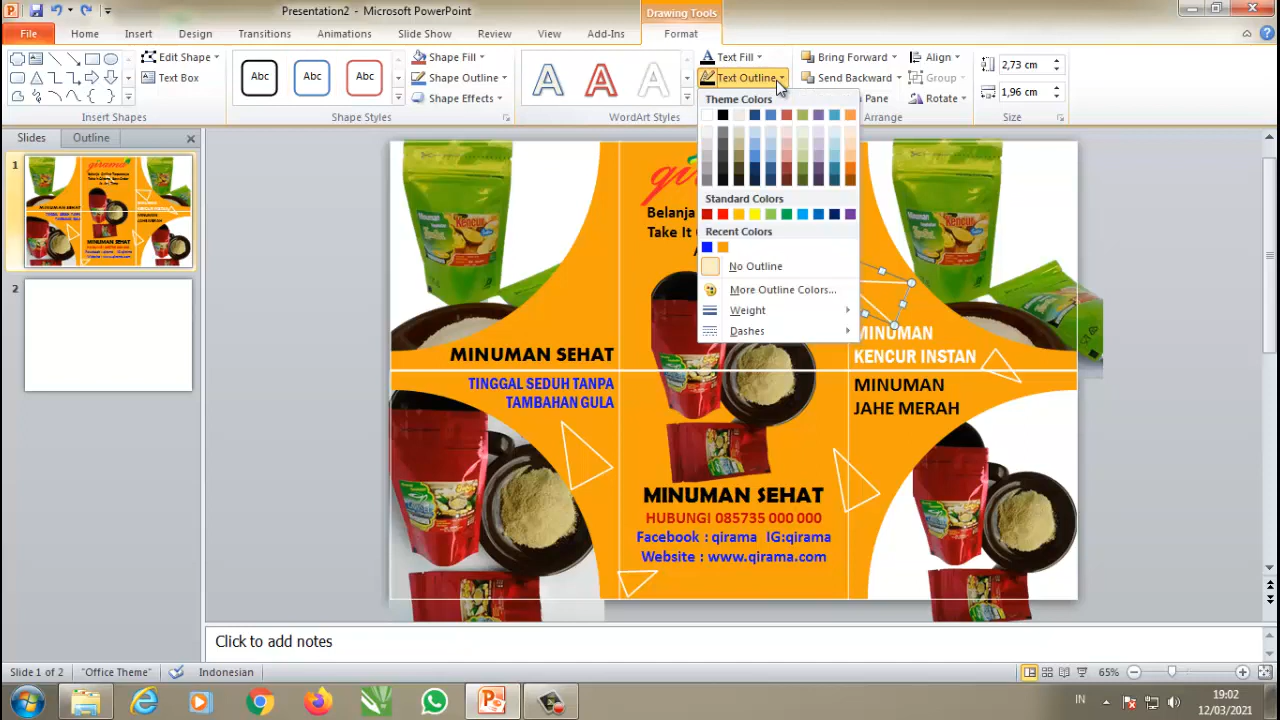 Presentation2 - Microsoft PowerPoint
Drawing Tools
File
Home
Insert
Design
Transitions
Animations
Slide Show
Review
View
Add-Ins
Format
Edit Shape
Text Box
Insert Shapes
Abc
Abc
Abc
Shape Fill
Shape Outline
Shape Effects
Shape Styles
A
A
A
WordArt Styles
Text Fill
Text Outline
Bring Forward
Send Backward
Pane
Align
Group
Rotate
Arrange
2,73 cm
1,96 cm
Size
Theme Colors
Standard Colors
Recent Colors
No Outline
More Outline Colors...
Weight
Dashes
Slides
Outline
1
2
Belanja
Take It
MINUMAN SEHAT
TINGGAL SEDUH TANPA
TAMBAHAN GULA
MINUMAN
KENCUR INSTAN
MINUMAN
JAHE MERAH
Kencur
MINUMAN SEHAT
HUBUNGI 085735 000 000
Facebook : qirama IG:qirama
Website : www.qirama.com
Click to add notes
Slide 1 of 2
"Office Theme"
Indonesian
65%
IN
19:02
12/03/2021